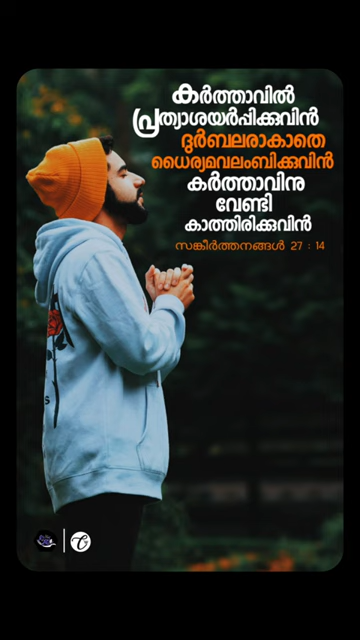 കർത്താവിൽ
പ്രത്യാശയർപ്പിക്കുവിൻ
ദുർബലരാകാതെ
ധൈര്യമവലംബിക്കുവിൻ
കർത്താവിനു
വേണ്ടി
കാത്തിരിക്കുവിൻ
സങ്കീർത്തനങ്ങൾ 27 : 14